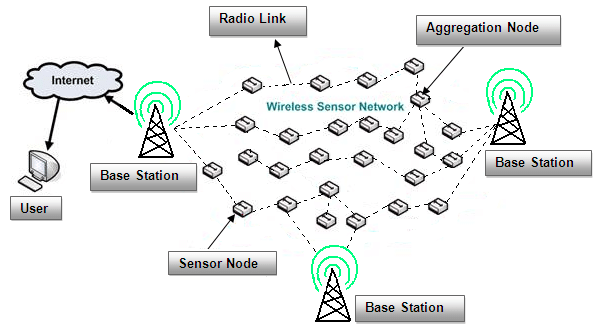 Radio Link
Aggregation Node
Internet
Wireless Sensor Network
Base Station
Base Station
User
Sensor Node
Base Station